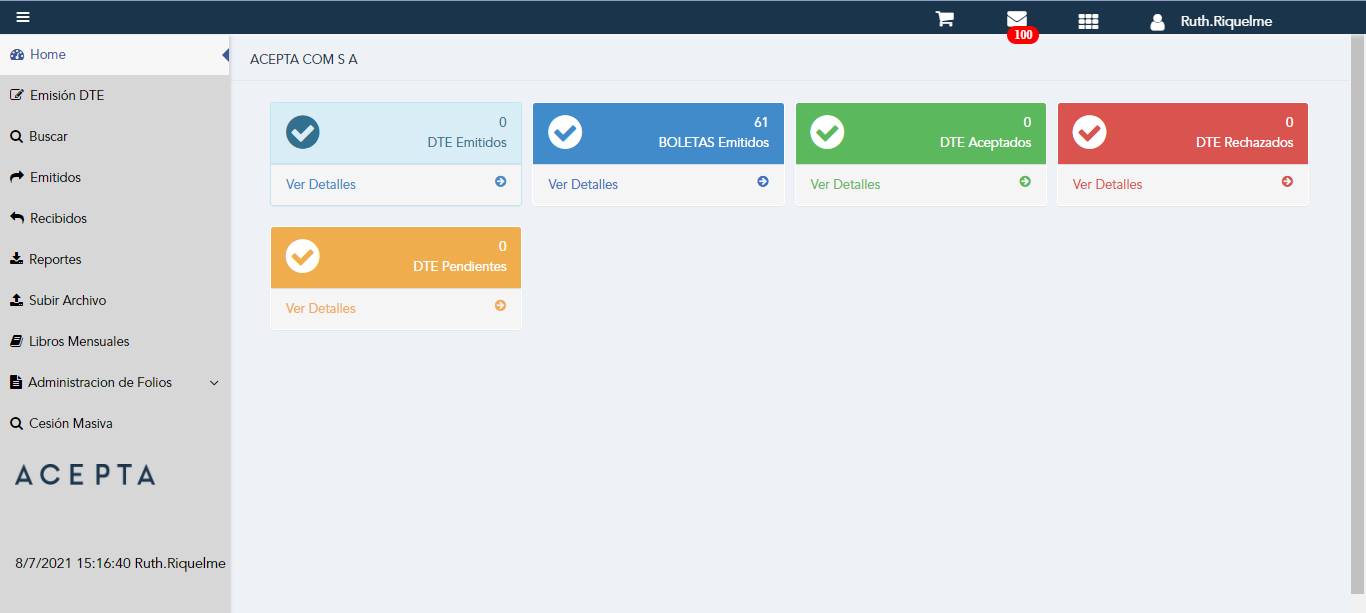 100
Ruth.Riquelme
Home
Emisión DTE
Buscar
Emitidos
Recibidos
Reportes
Subir Archivo
Libros Mensuales
Administracion de Folios
Cesión Masiva
ACEPTA
8/7/2021 15:16:40 Ruth.Riquelme
ACEPTA COM S A
0
DTE Emitidos
Ver Detalles
61
BOLETAS Emitidos
Ver Detalles
0
DTE Aceptados
Ver Detalles
0
DTE Rechazados
Ver Detalles
0
DTE Pendientes
Ver Detalles